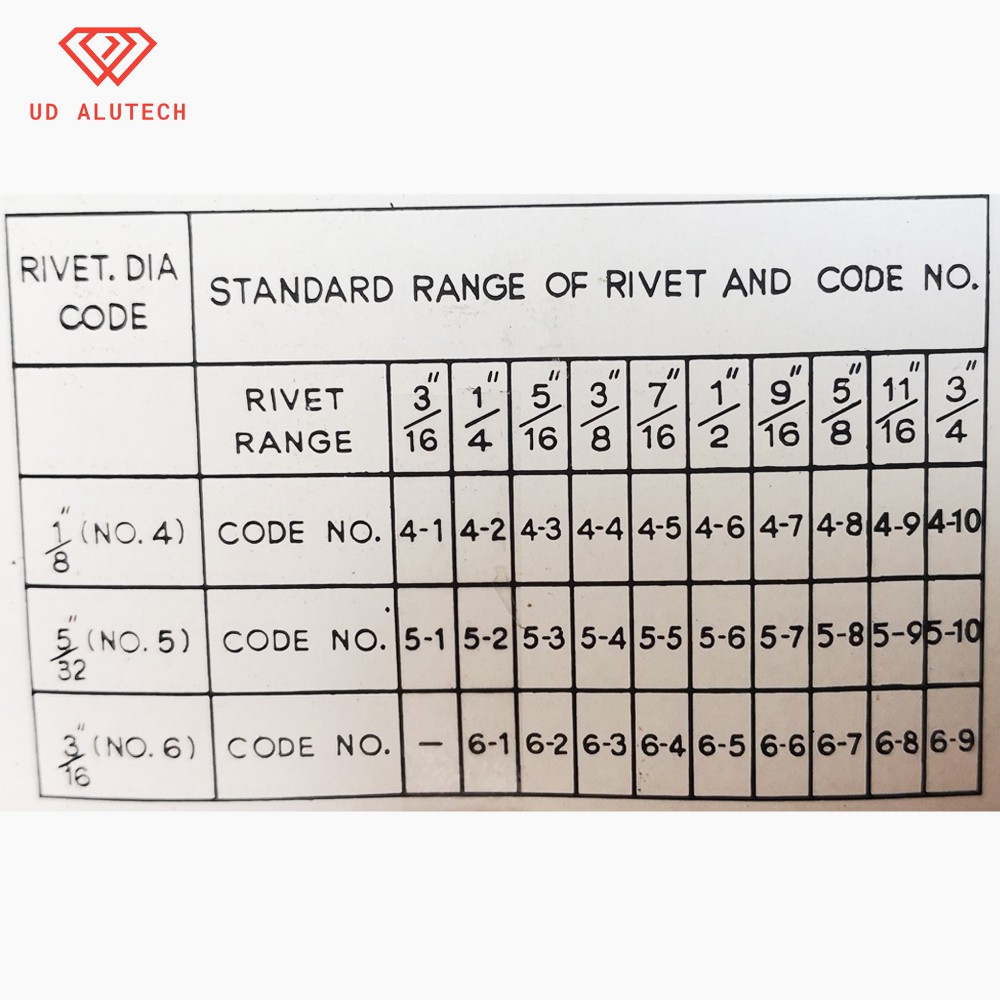 UD ALUTECH
RIVET. DIA
CODE
STANDARD RANGE OF RIVET AND CODE NO.
RIVET
RANGE
3/16" 1/4" 5/16" 3/8" 7/16" 1/2" 9/16" 5/8" 11/16" 3/4"
1/8" (NO. 4) CODE NO. 4-1 4-2 4-3 4-4 4-5 4-6 4-7 4-8 4-9 4-10
5/32" (NO. 5) CODE NO. 5-1 5-2 5-3 5-4 5-5 5-6 5-7 5-8 5-9 5-10
3/16" (NO. 6) CODE NO. — 6-1 6-2 6-3 6-4 6-5 6-6 6-7 6-8 6-9